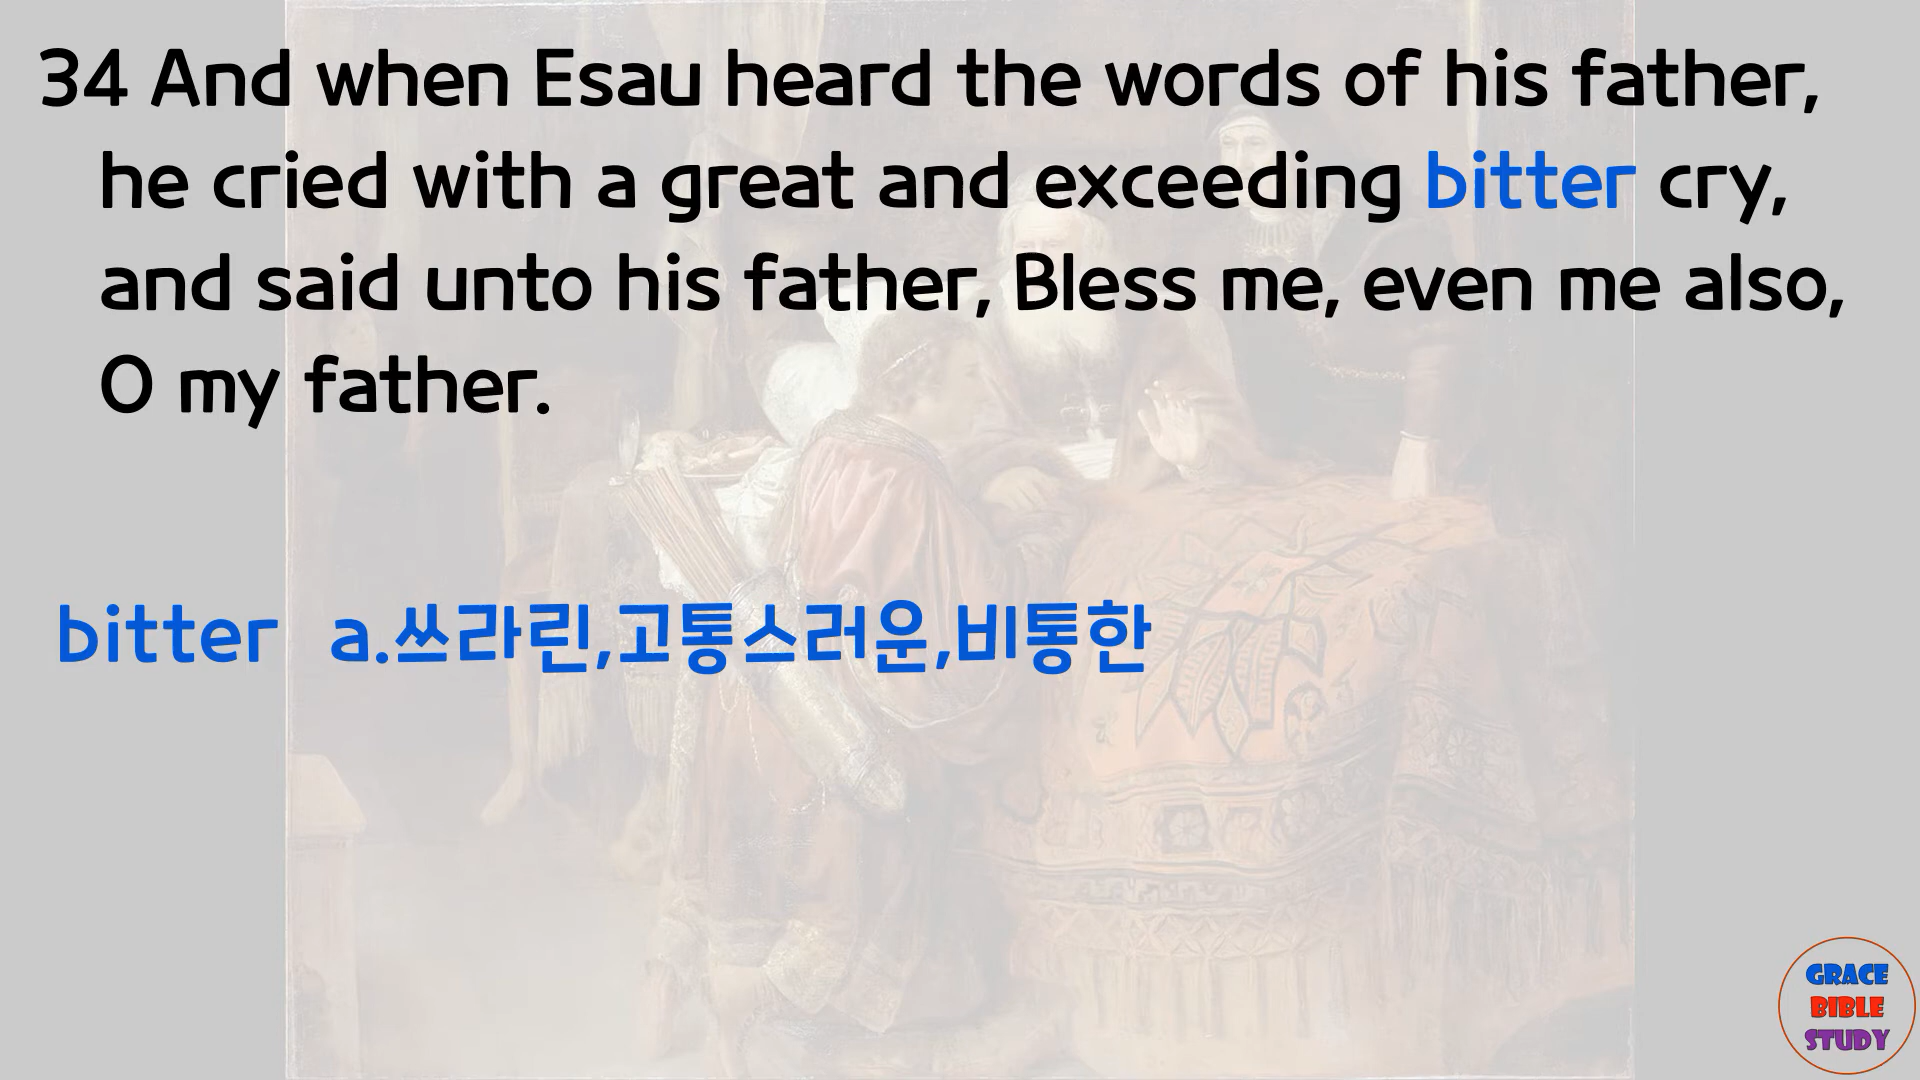 34 And when Esau heard the words of his father,
he cried with a great and exceeding bitter cry,
and said unto his father, Bless me, even me also,
O my father.
bitter a.쓰라린,고통스러운,비통한
GRACE
BIBLE
STUDY